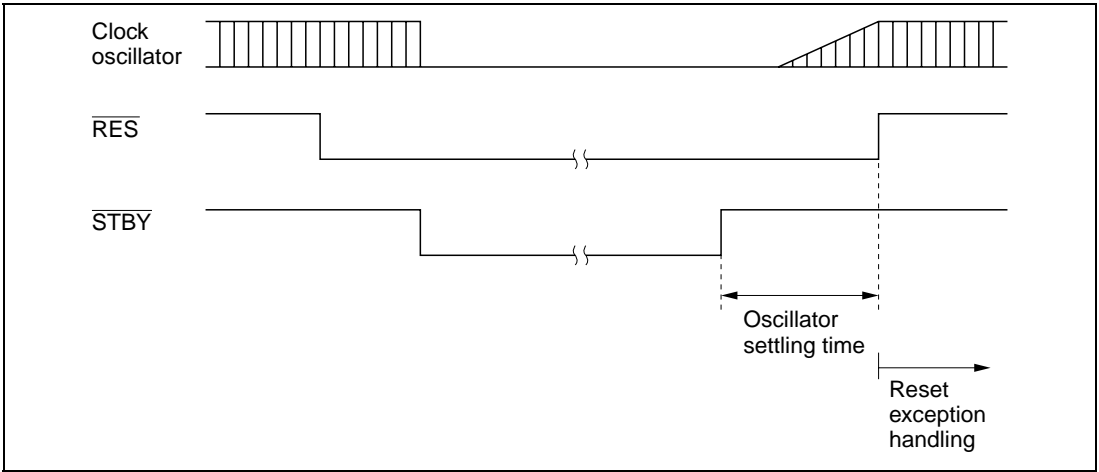 Clock
oscillator
RES
STBY
Oscillator
settling time
Reset
exception
handling